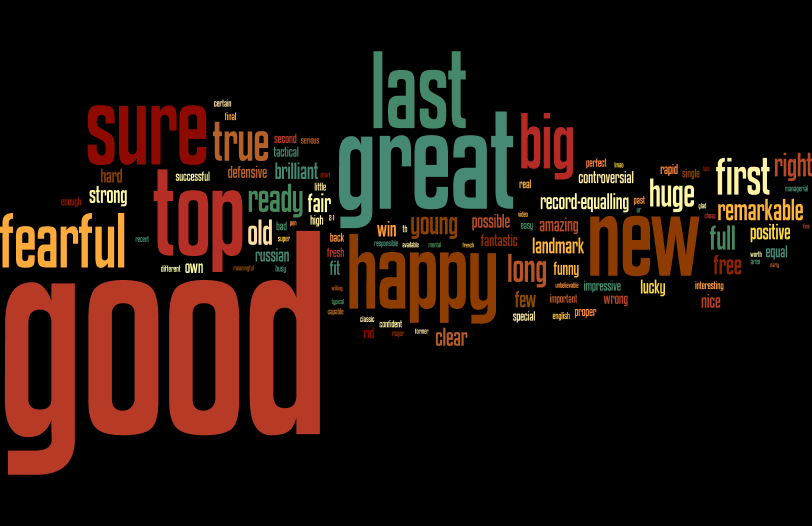 last
certain
sure
final
true
second
serious
tactical
great
big
perfect
hard
successful
defensive
brilliant
controversial
rapid
single
first
right
managerial
enough
strong
top
ready
little
fair
high
real
record-equalling
past
huge
glad
remarkable
fearful
recent
old
bad
super
back
win
th
young
possible
video
easy
amazing
new
full
positive
different
own
russian
meaningful
busy
fresh
fit
responsible
available
mental
french
fantastic
landmark
worth
equal
happy
long
funny
free
early
good
willing
typical
capable
few
unbelievable
impressive
important
wrong
lucky
interesting
nice
classic
confident
rid
major
former
clear
special
english
proper